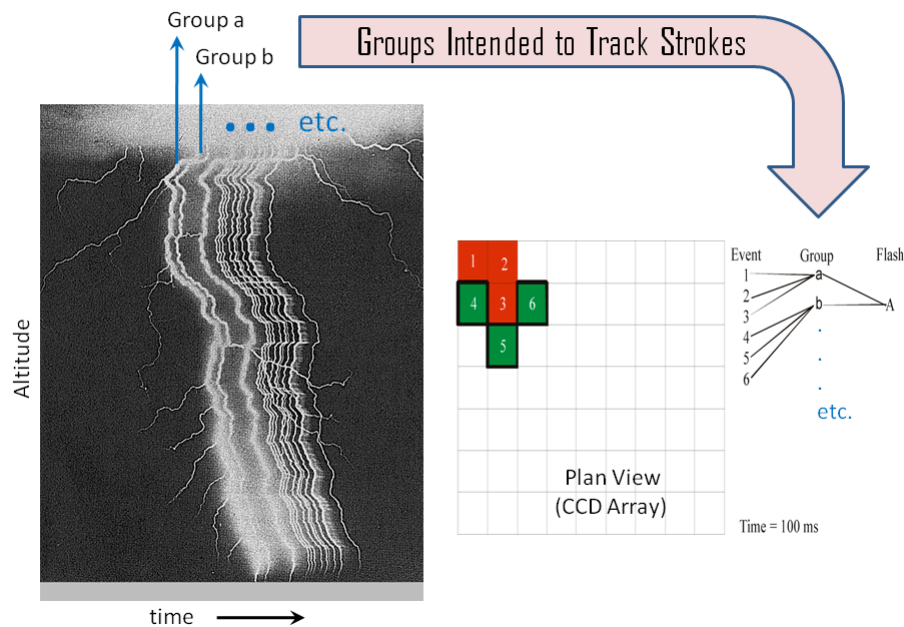 Group a
Group b
Groups Intended to Track Strokes
etc.
Altitude
time
1 2
4 3 6
5
Plan View
(CCD Array)
Event Group Flash
1 a
2
b A
3
4
5
6
etc.
Time = 100 ms